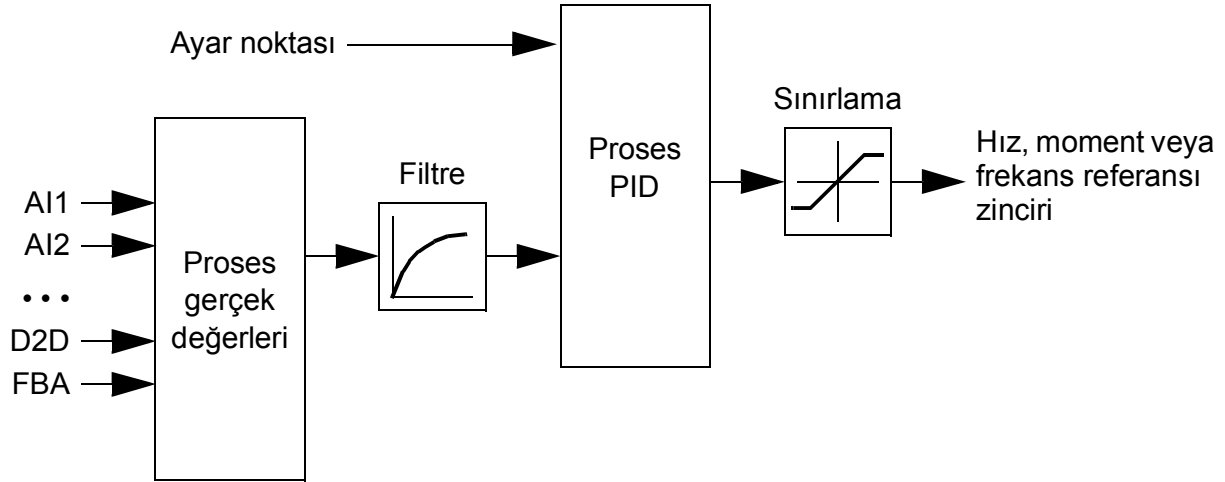 Ayar noktası
Sınırlama
Proses
PID
Hız, moment veya
frekans referansı
zinciri
Filtre
AI1
AI2
• • •
D2D
FBA
Proses
gerçek
değerleri